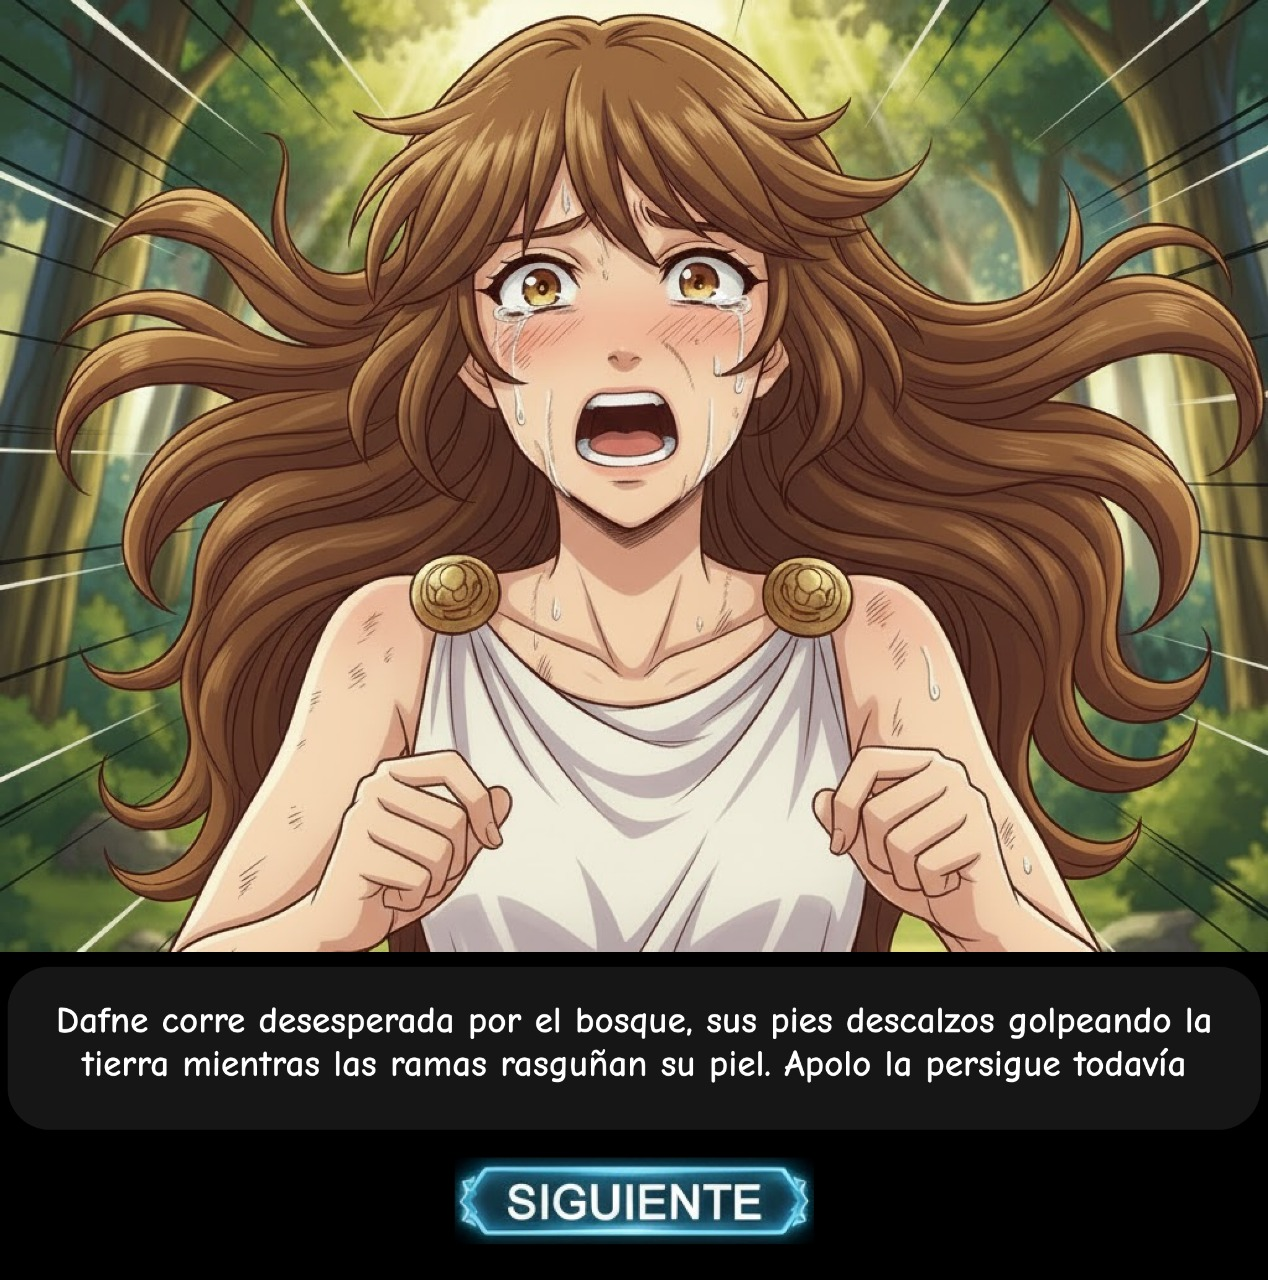 Dafne corre desesperada por el bosque, sus pies descalzos golpeando la
tierra mientras las ramas rasguñan su piel. Apolo la persigue todavía
SIGUIENTE